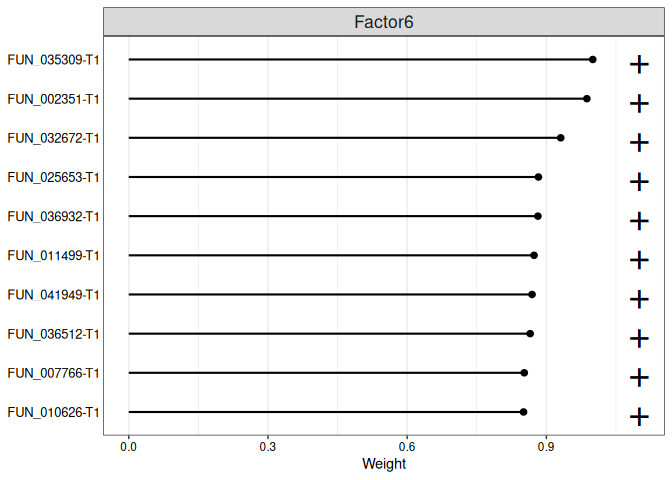 Factor6
FUN_035309-T1 +
FUN_002351-T1 +
FUN_032672-T1 +
FUN_025653-T1 +
FUN_036932-T1 +
FUN_011499-T1 +
FUN_041949-T1 +
FUN_036512-T1 +
FUN_007766-T1 +
FUN_010626-T1 +
0.0 0.3 0.6 0.9
Weight